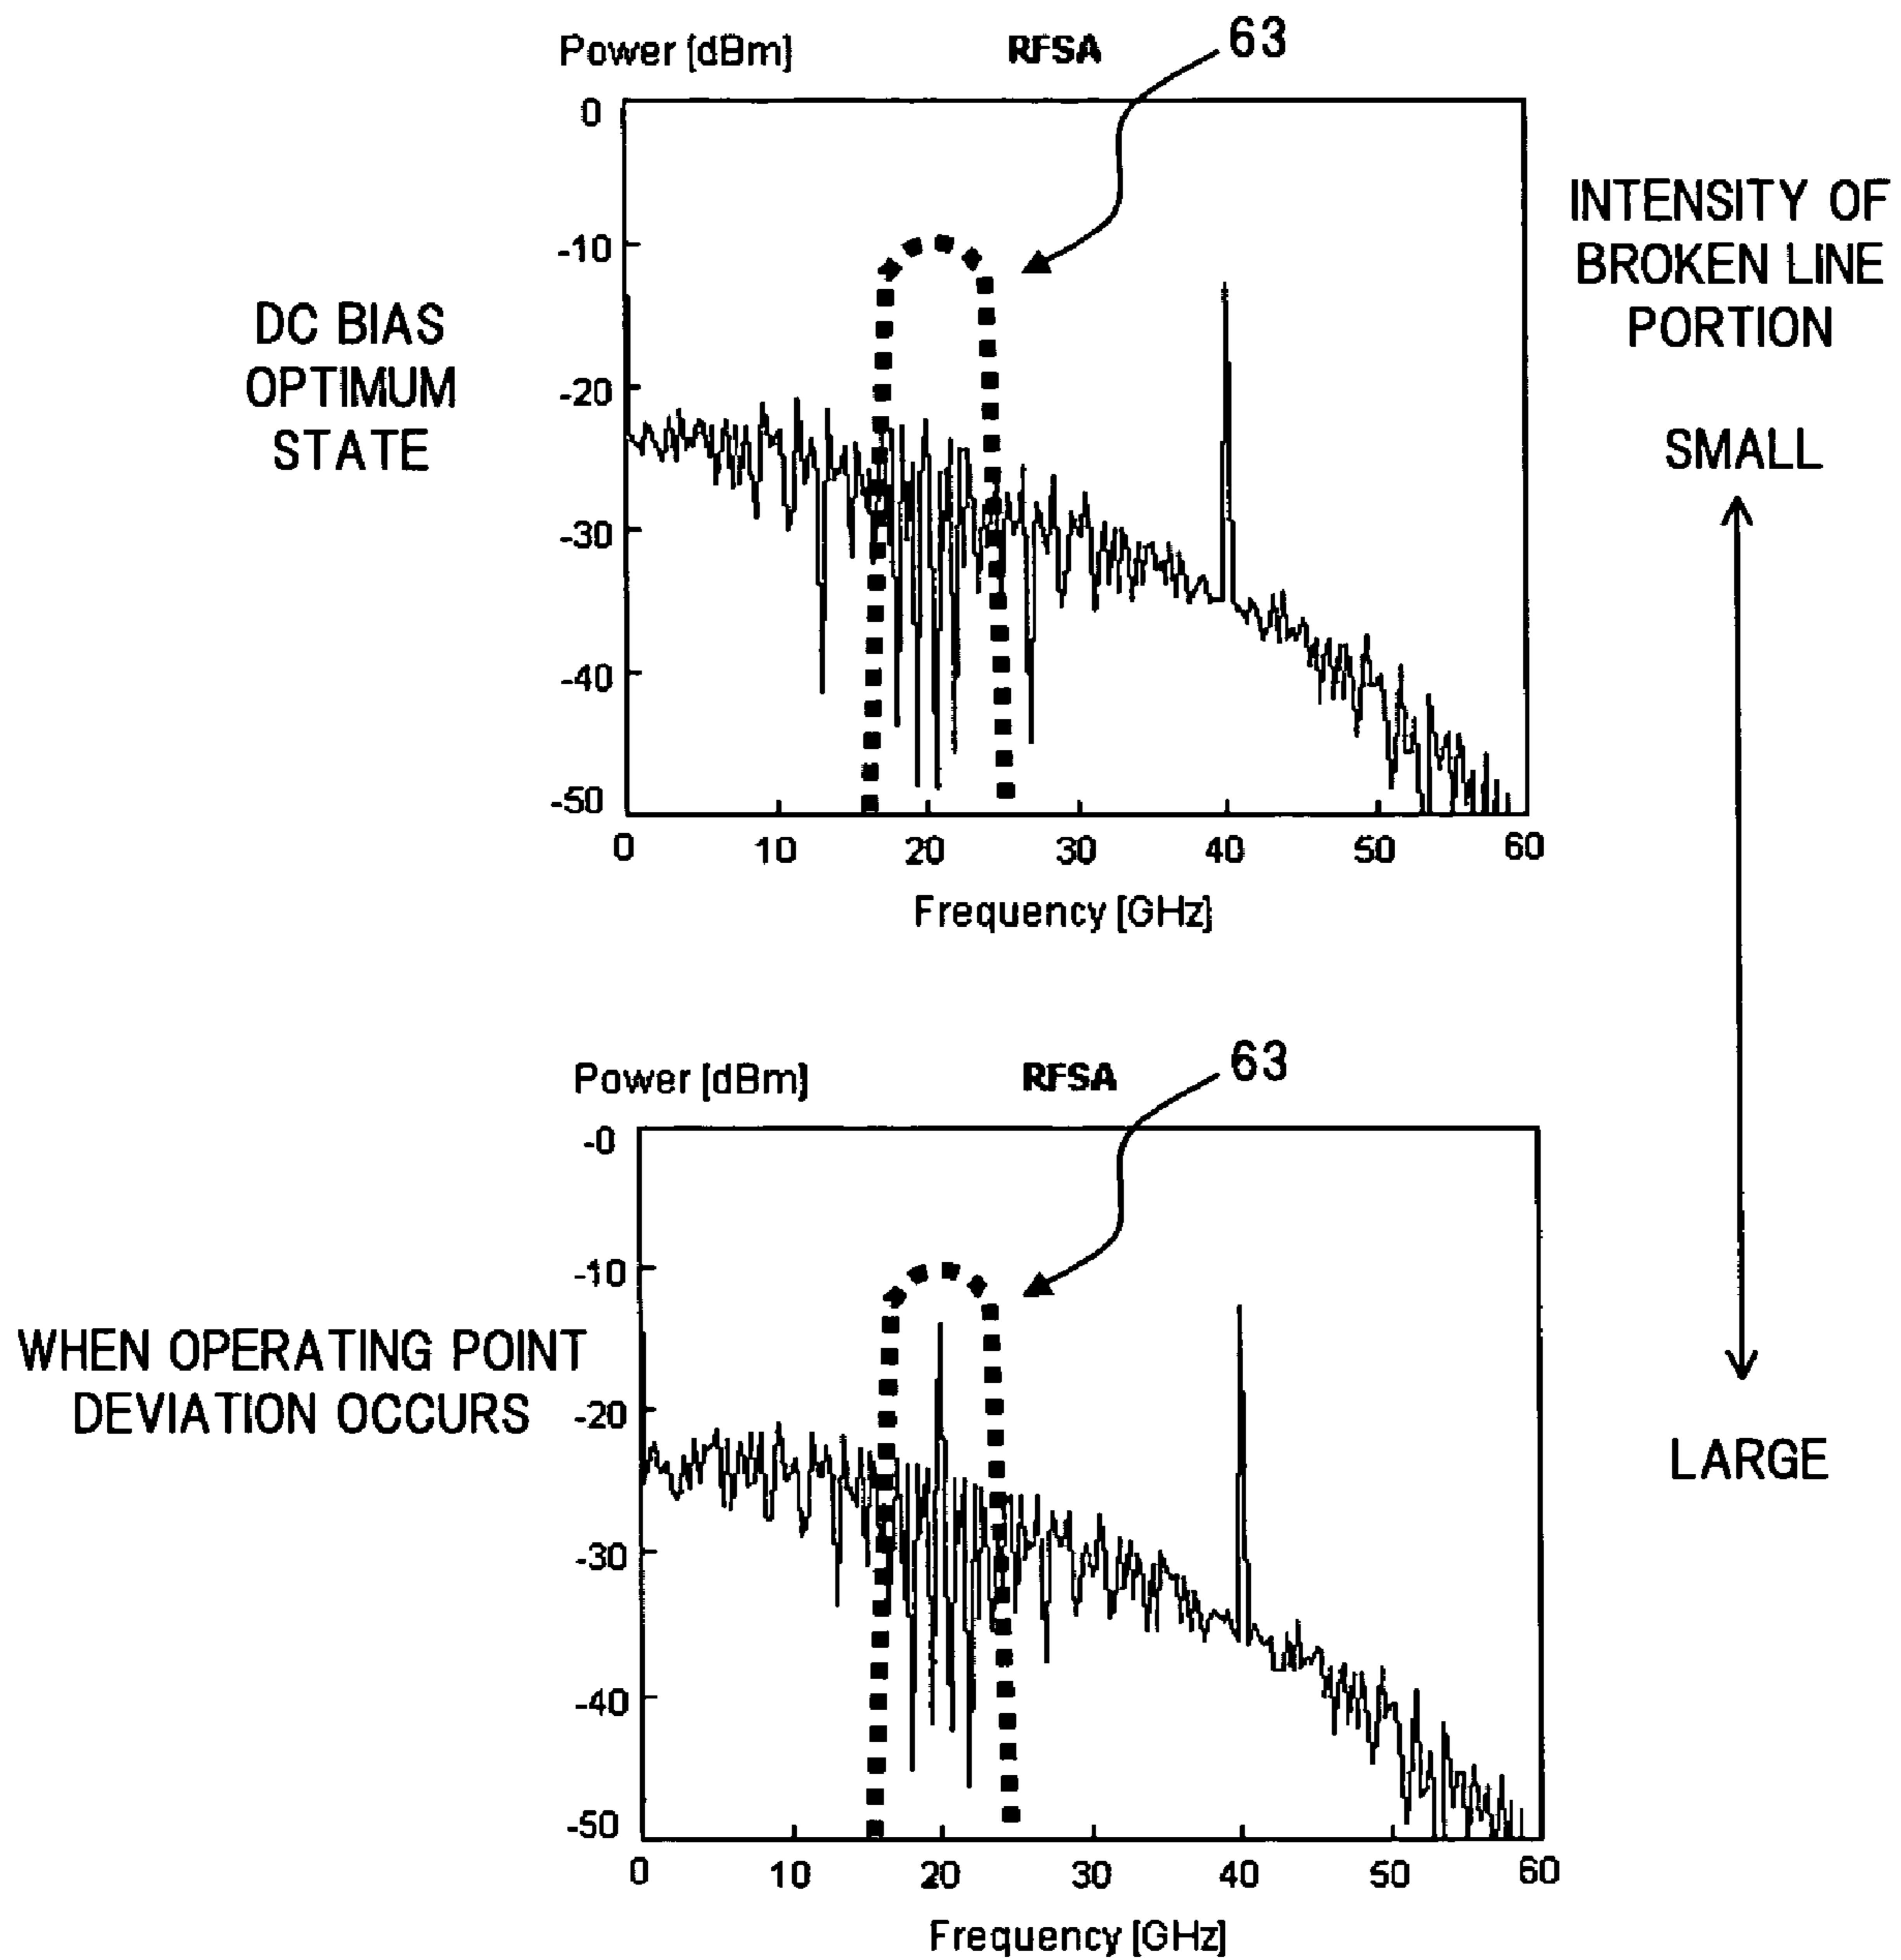 Power [dBm]
RFSA
63
0
-10
-20
-30
-40
-50
0 10 20 30 40 50 60
Frequency [GHz]
DC BIAS
OPTIMUM
STATE
INTENSITY OF
BROKEN LINE
PORTION
SMALL
LARGE
Power [dBm]
RFSA
63
-0
-10
-20
-30
-40
-50
0 10 20 30 40 50 60
Frequency [GHz]
WHEN OPERATING POINT
DEVIATION OCCURS